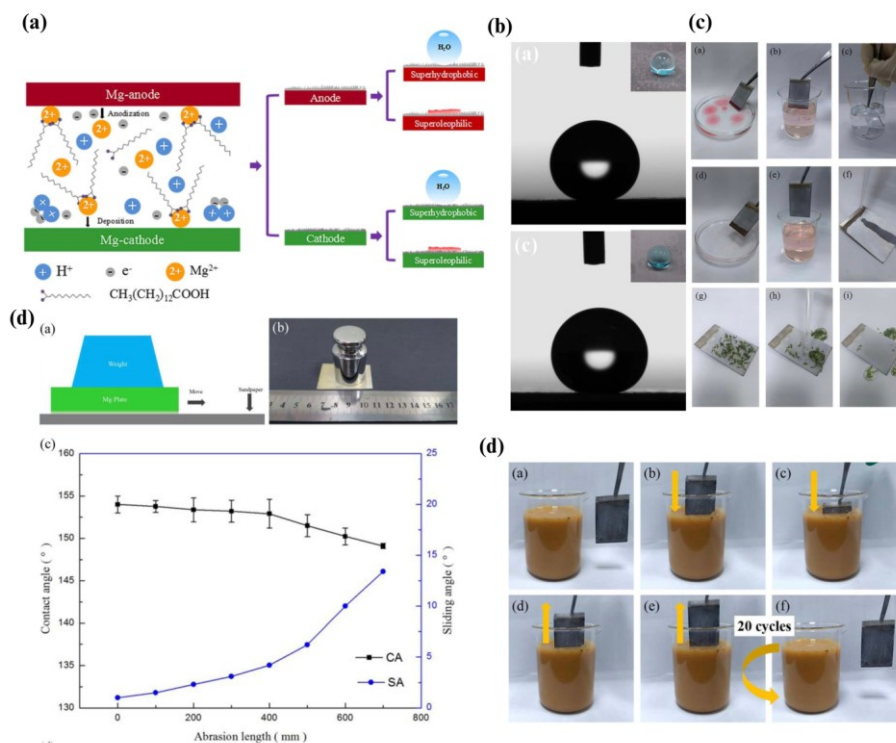 (a)
Mg-anode
Anodization
Deposition
Mg-cathode
H⁺
e⁻
2+ Mg²⁺
CH₃(CH₂)₁₂COOH
Anode
Cathode
H₂O
Superhydrophobic
Superoleophilic
H₂O
Superhydrophobic
Superoleophilic
(b)
(a)
(c)
(c)
(a) (b) (c)
(d) (e) (f)
(g) (h) (i)
(d)
(a)
Weight
Mg Plate
Move
Sandpaper
(b)
(c)
Contact angle ( ° )
160
155
150
145
140
135
130
Sliding angle ( ° )
25
20
15
10
5
0
CA
SA
0 200 400 600 800
Abrasion length ( mm )
(d)
(a) (b) (c)
(d) (e) (f)
20 cycles